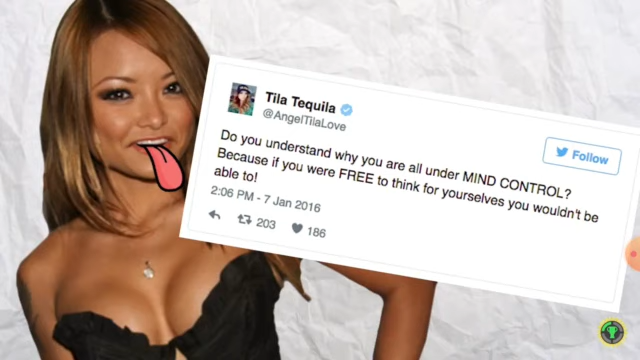 Tila Tequila
@AngelTilaLove
Follow
Do you understand why you are all under MIND CONTROL?
Because if you were FREE to think for yourselves you wouldn't be
able to!
2:06 PM - 7 Jan 2016
203 186